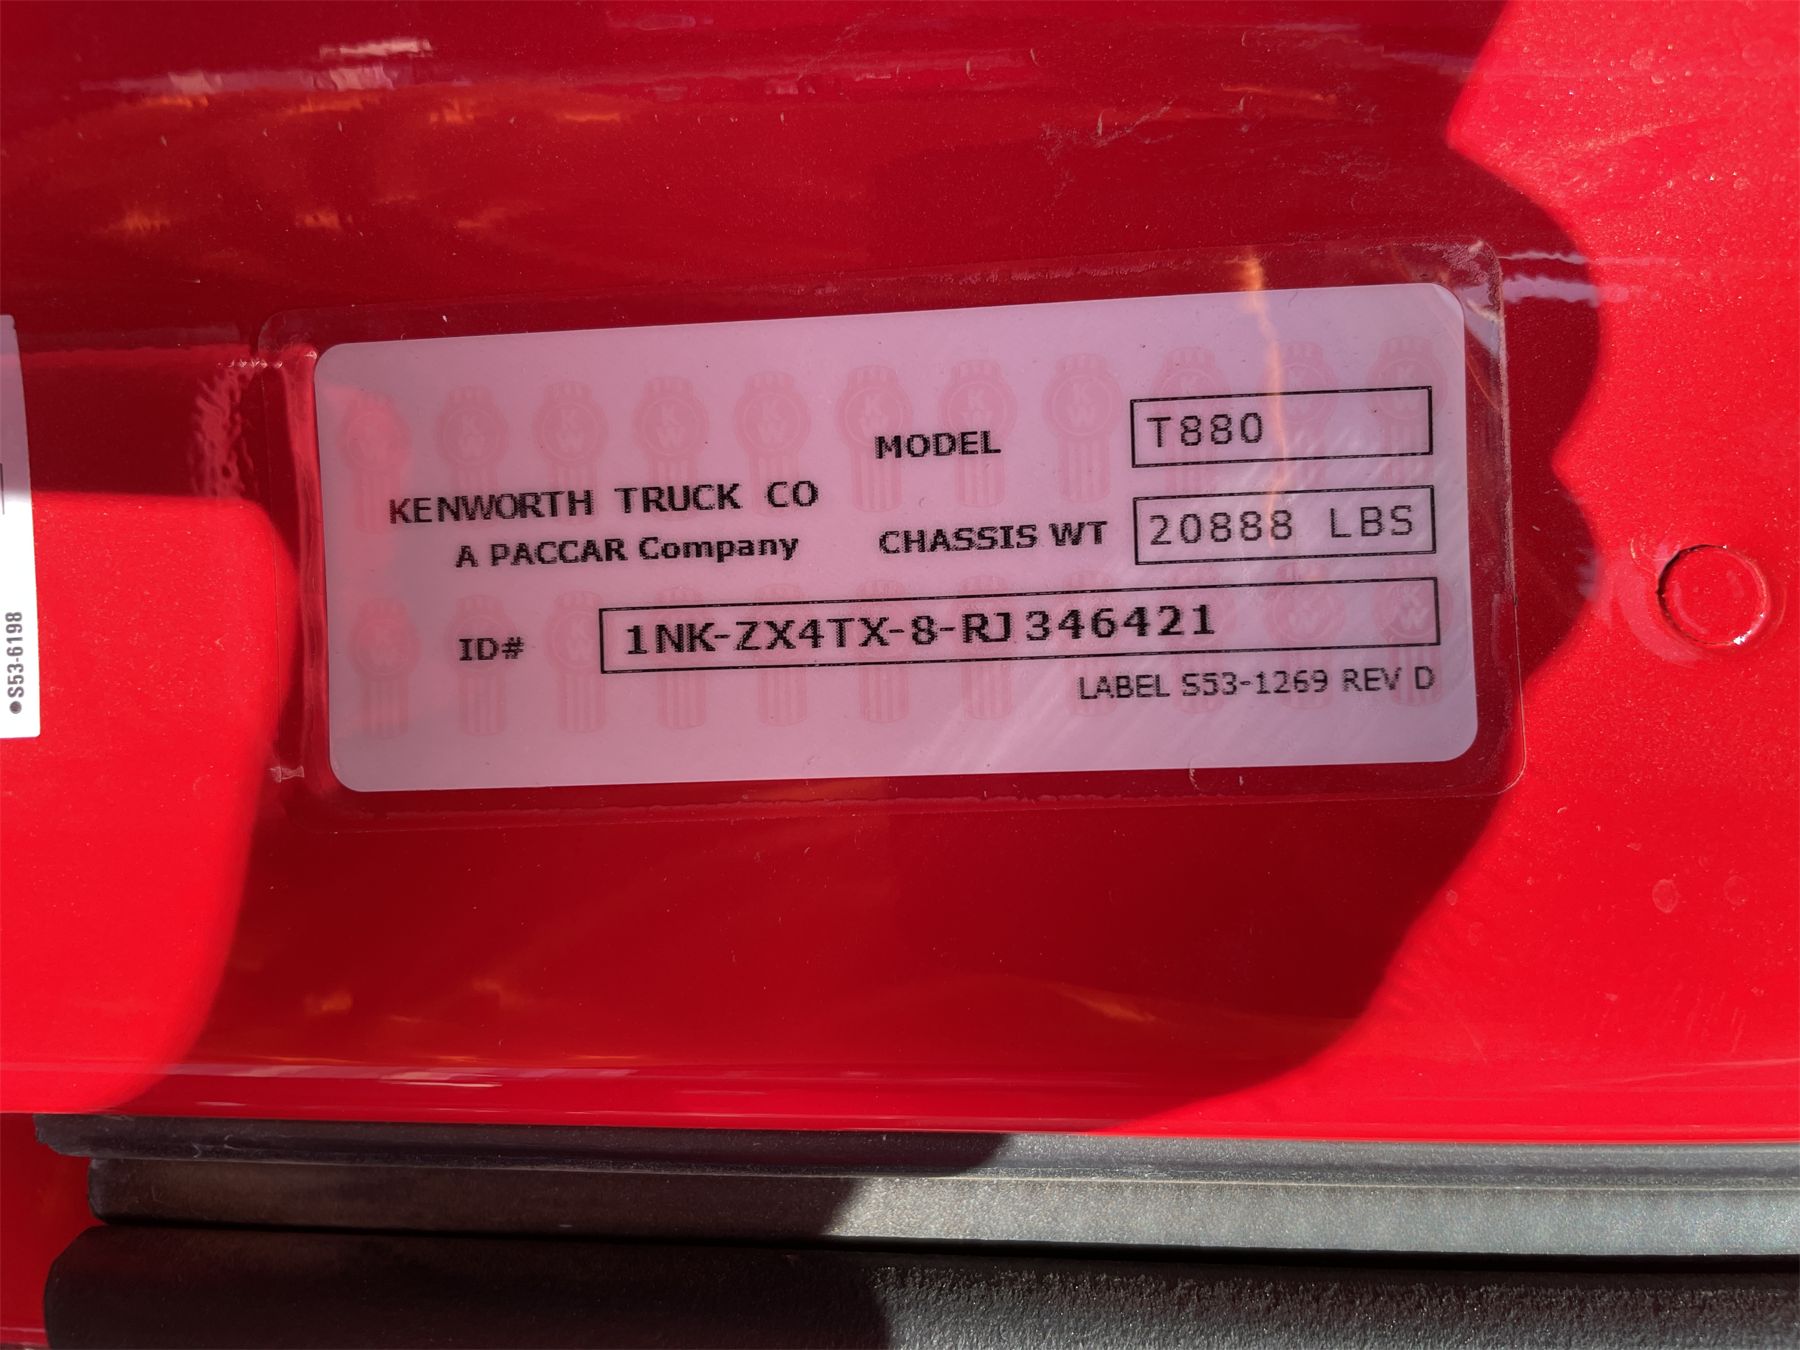 MODEL T880
KENWORTH TRUCK CO
A PACCAR Company
CHASSIS WT 20888 LBS
ID# 1NK-ZX4TX-8-RJ346421
LABEL S53-1269 REV D
●S53-6198